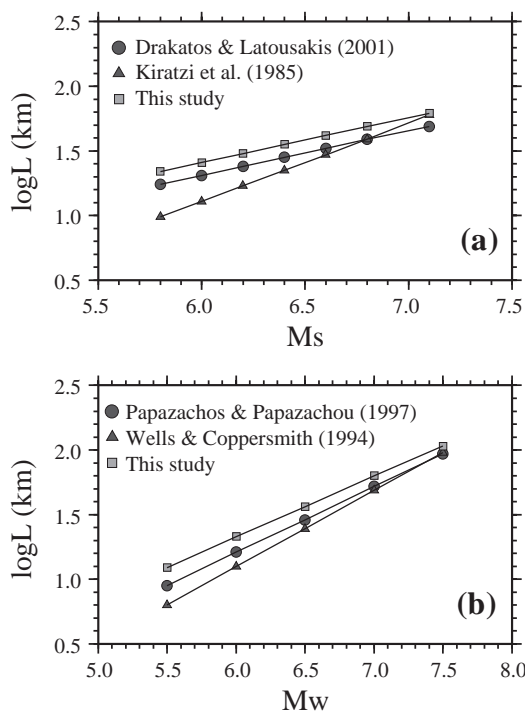 (a)
2.5
Drakatos & Latousakis (2001)
Kiratzi et al. (1985)
This study
2.0
1.5
1.0
0.5
logL (km)
5.5 6.0 6.5 7.0 7.5
Ms
(b)
2.5
Papazachos & Papazachou (1997)
Wells & Coppersmith (1994)
This study
2.0
1.5
1.0
0.5
logL (km)
5.0 5.5 6.0 6.5 7.0 7.5 8.0
Mw